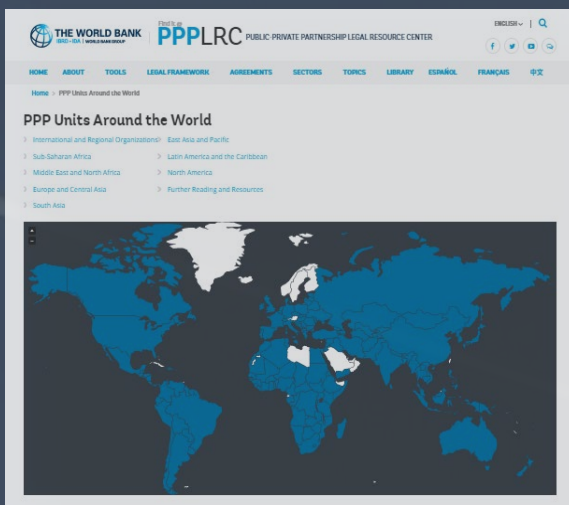 THE WORLD BANK
IBRD • IDA | WORLD BANK GROUP
Find it @
PPPLRC PUBLIC-PRIVATE PARTNERSHIP LEGAL RESOURCE CENTER
ENGLISH
HOME ABOUT TOOLS LEGAL FRAMEWORK AGREEMENTS SECTORS TOPICS LIBRARY ESPAÑOL FRANÇAIS 中文
Home > PPP Units Around the World
PPP Units Around the World
> International and Regional Organizations > East Asia and Pacific
> Sub-Saharan Africa > Latin America and the Caribbean
> Middle East and North Africa > North America
> Europe and Central Asia > Further Reading and Resources
> South Asia